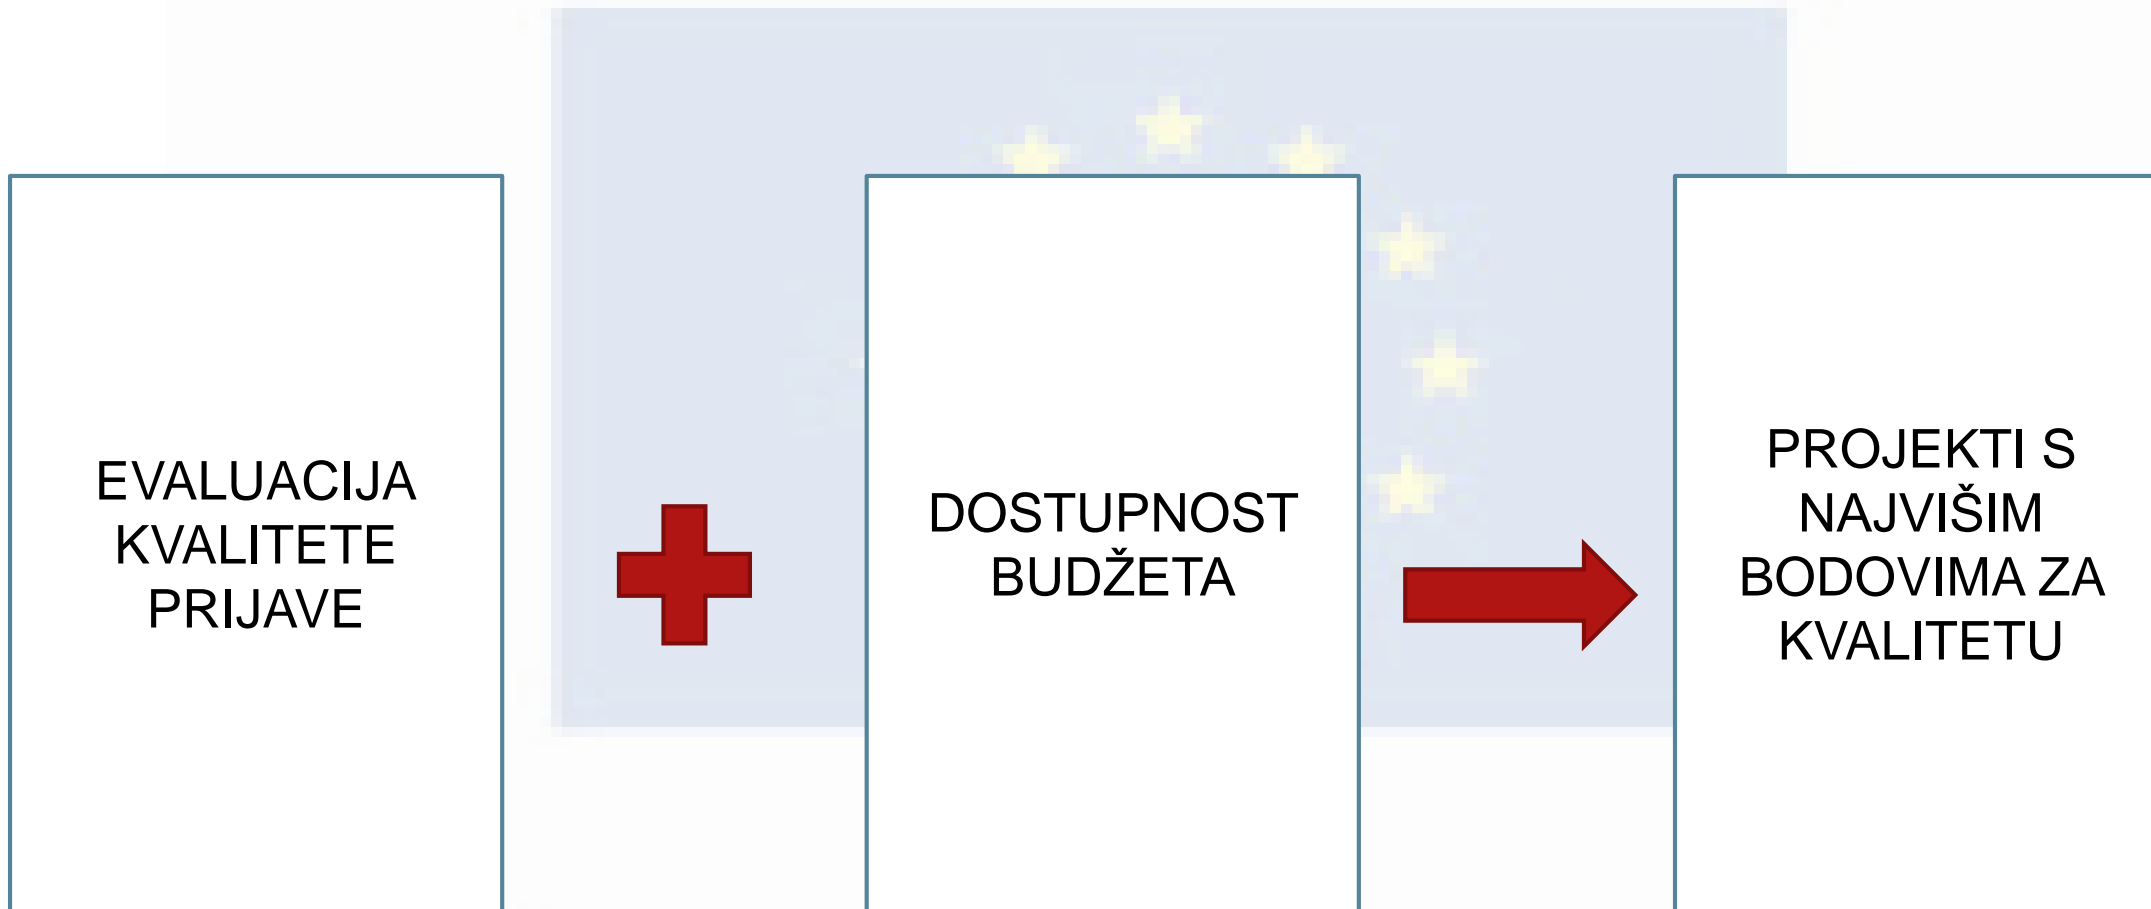 EVALUACIJA
KVALITETE
PRIJAVE
DOSTUPNOST
BUDŽETA
PROJEKTI S
NAJVIŠIM
BODOVIMA ZA
KVALITETU